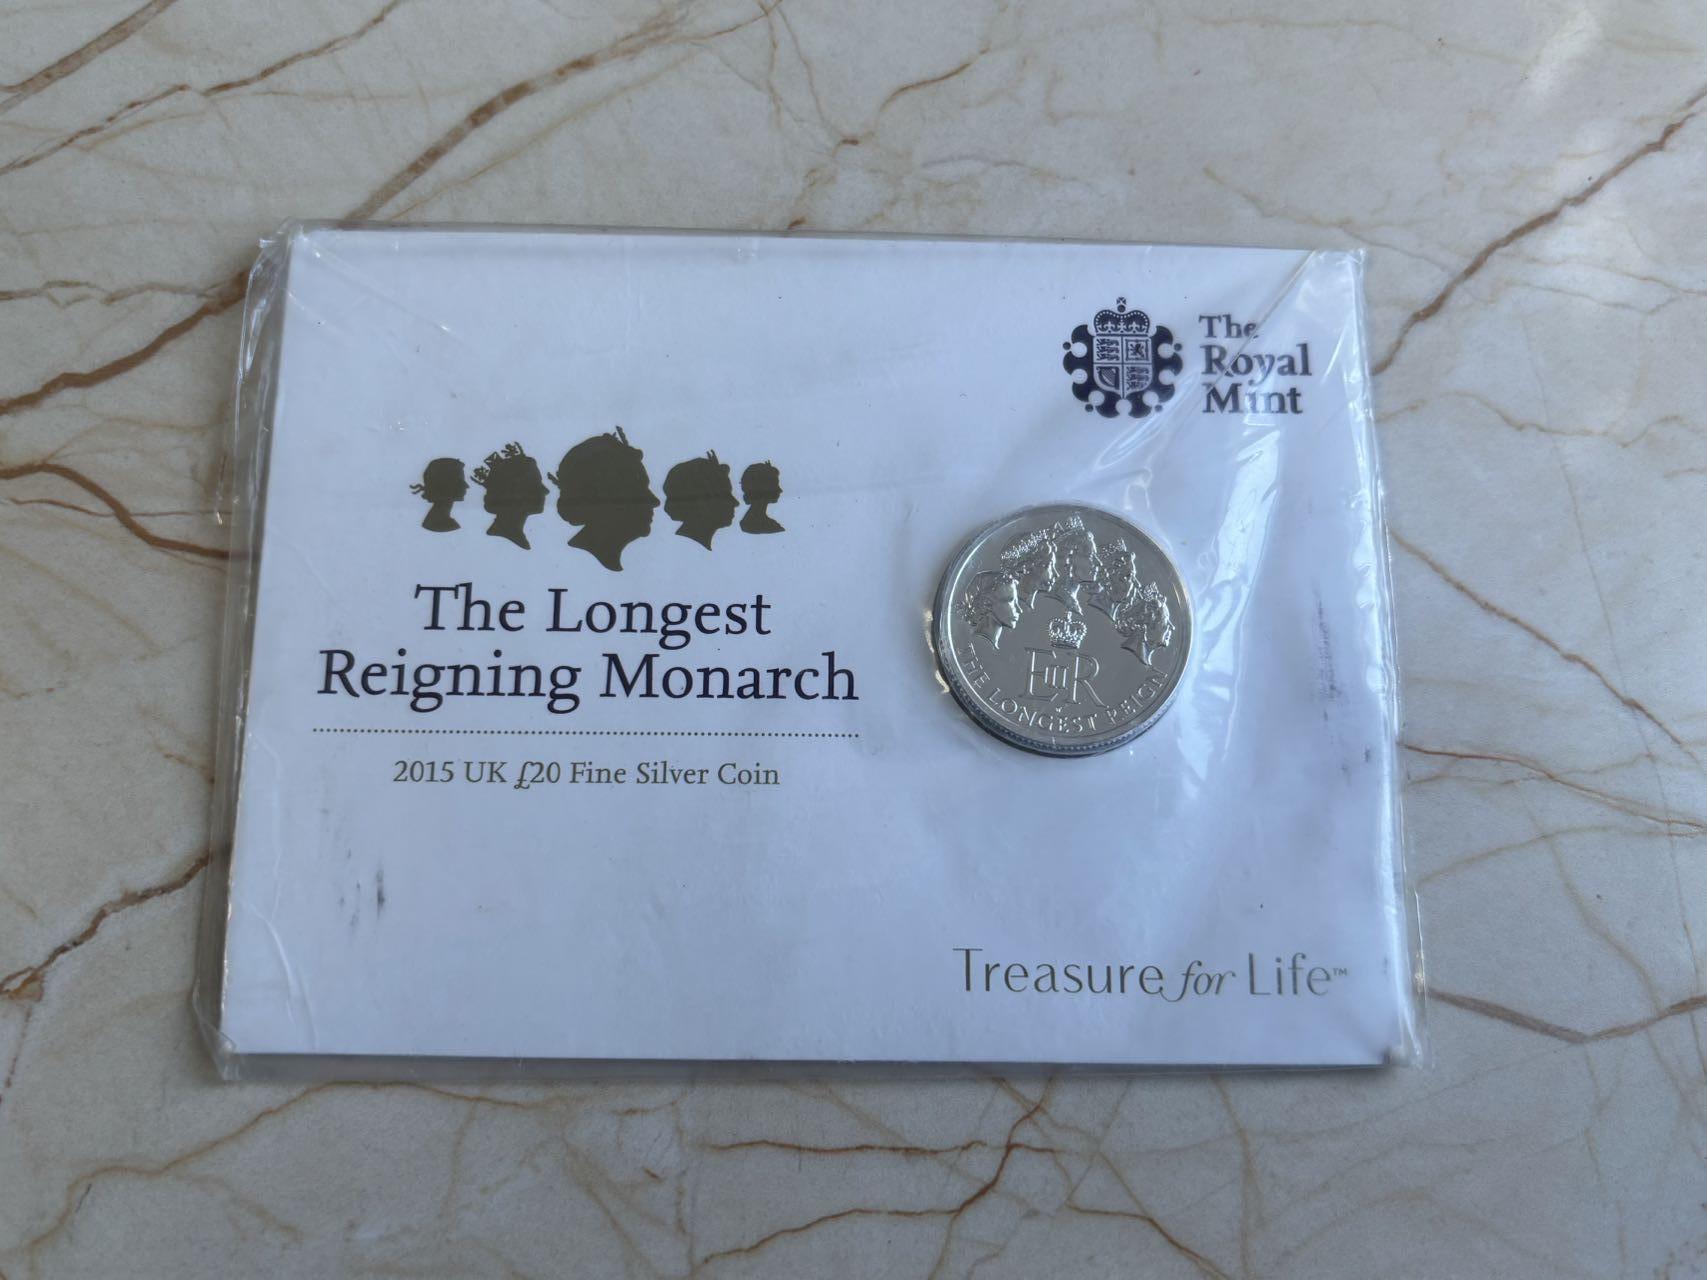 The
Royal
Mint
The Longest
Reigning Monarch
2015 UK £20 Fine Silver Coin
EIIR
THE LONGEST REIGN
Treasure for Life™